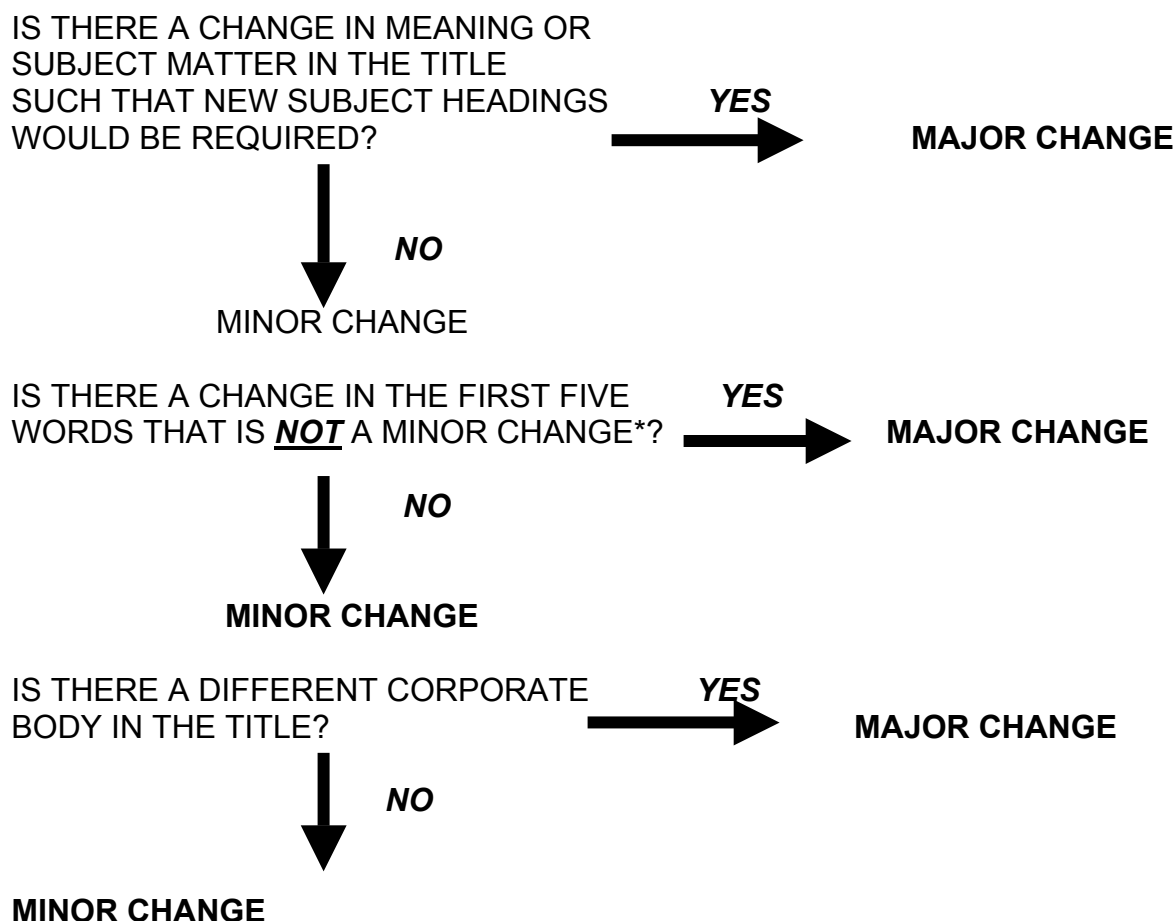 IS THERE A CHANGE IN MEANING OR
SUBJECT MATTER IN THE TITLE
SUCH THAT NEW SUBJECT HEADINGS
WOULD BE REQUIRED?
YES
MAJOR CHANGE
NO
MINOR CHANGE
IS THERE A CHANGE IN THE FIRST FIVE
WORDS THAT IS NOT A MINOR CHANGE*?
YES
MAJOR CHANGE
NO
MINOR CHANGE
IS THERE A DIFFERENT CORPORATE
BODY IN THE TITLE?
YES
MAJOR CHANGE
NO
MINOR CHANGE